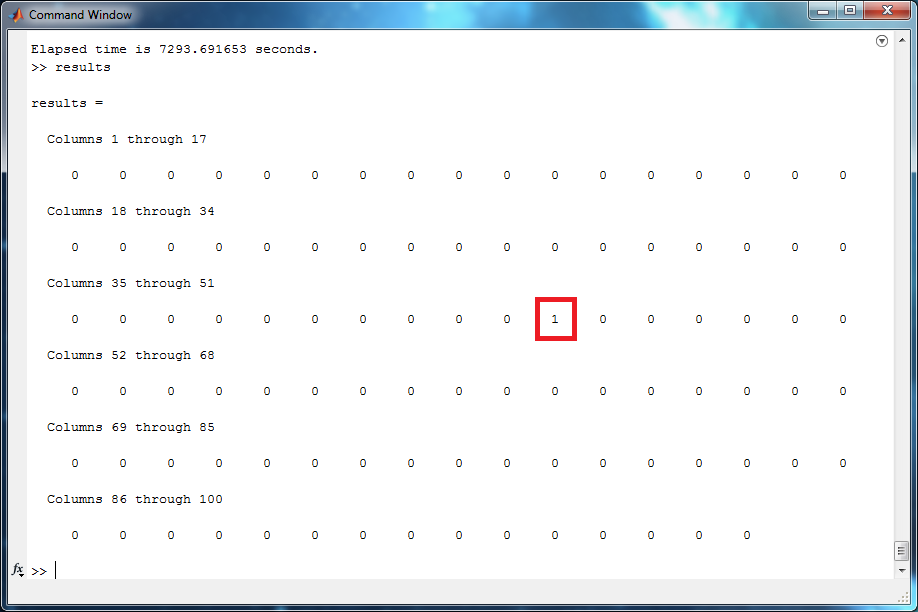 Command Window
Elapsed time is 7293.691653 seconds.
>> results
results =
Columns 1 through 17
0 0 0 0 0 0 0 0 0 0 0 0 0 0 0 0 0
Columns 18 through 34
0 0 0 0 0 0 0 0 0 0 0 0 0 0 0 0 0
Columns 35 through 51
0 0 0 0 0 0 0 0 0 0 1 0 0 0 0 0 0
Columns 52 through 68
0 0 0 0 0 0 0 0 0 0 0 0 0 0 0 0 0
Columns 69 through 85
0 0 0 0 0 0 0 0 0 0 0 0 0 0 0 0 0
Columns 86 through 100
0 0 0 0 0 0 0 0 0 0 0 0 0 0 0
fx >>